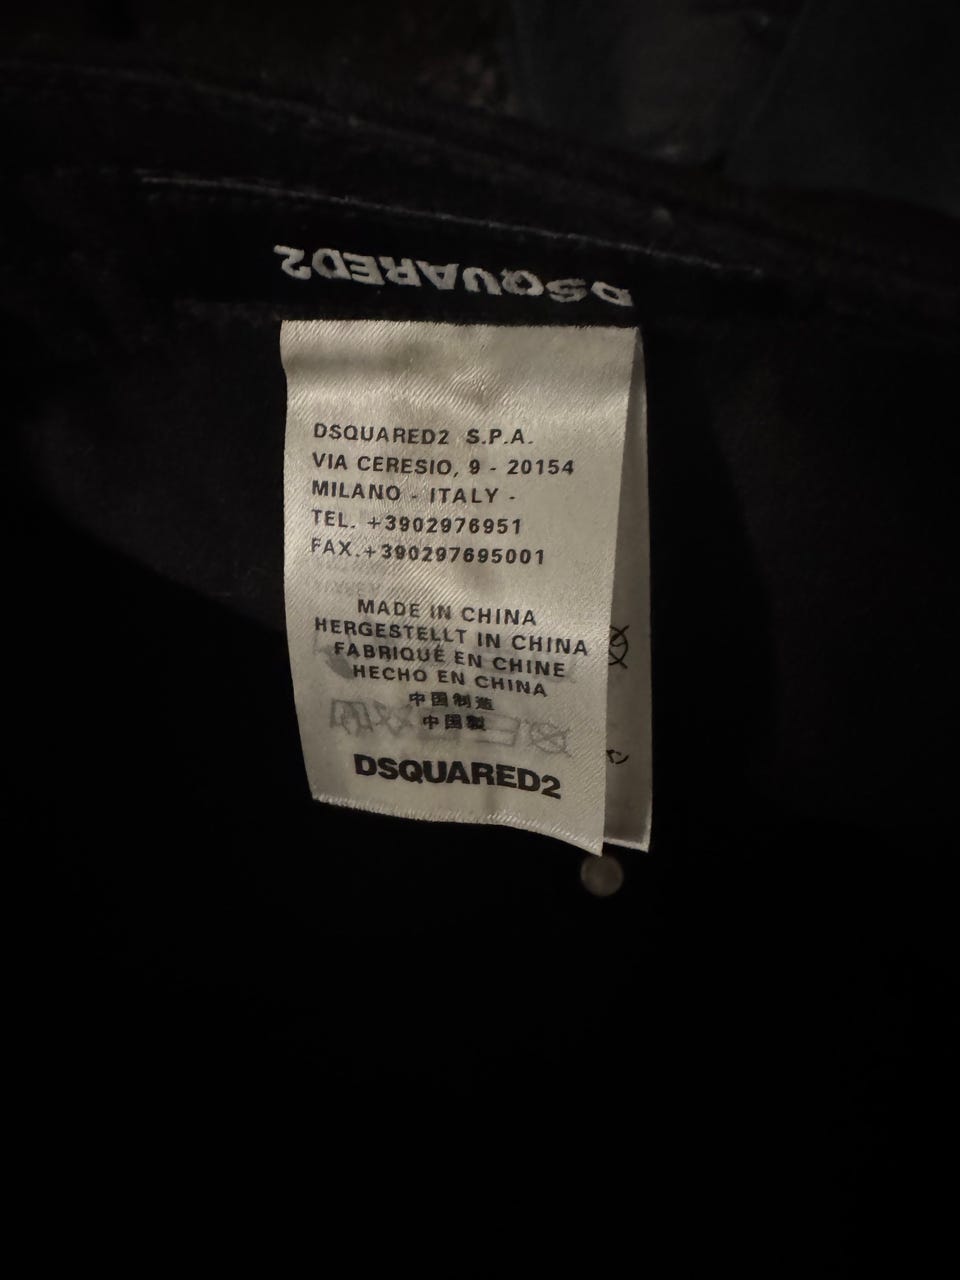 DSQUARED2
DSQUARED2 S.P.A.
VIA CERESIO, 9 - 20154
MILANO - ITALY -
TEL. +3902976951
FAX.+390297695001
MADE IN CHINA
HERGESTELLT IN CHINA
FABRIQUÉ EN CHINE
HECHO EN CHINA
中国制造
中国製
DSQUARED2